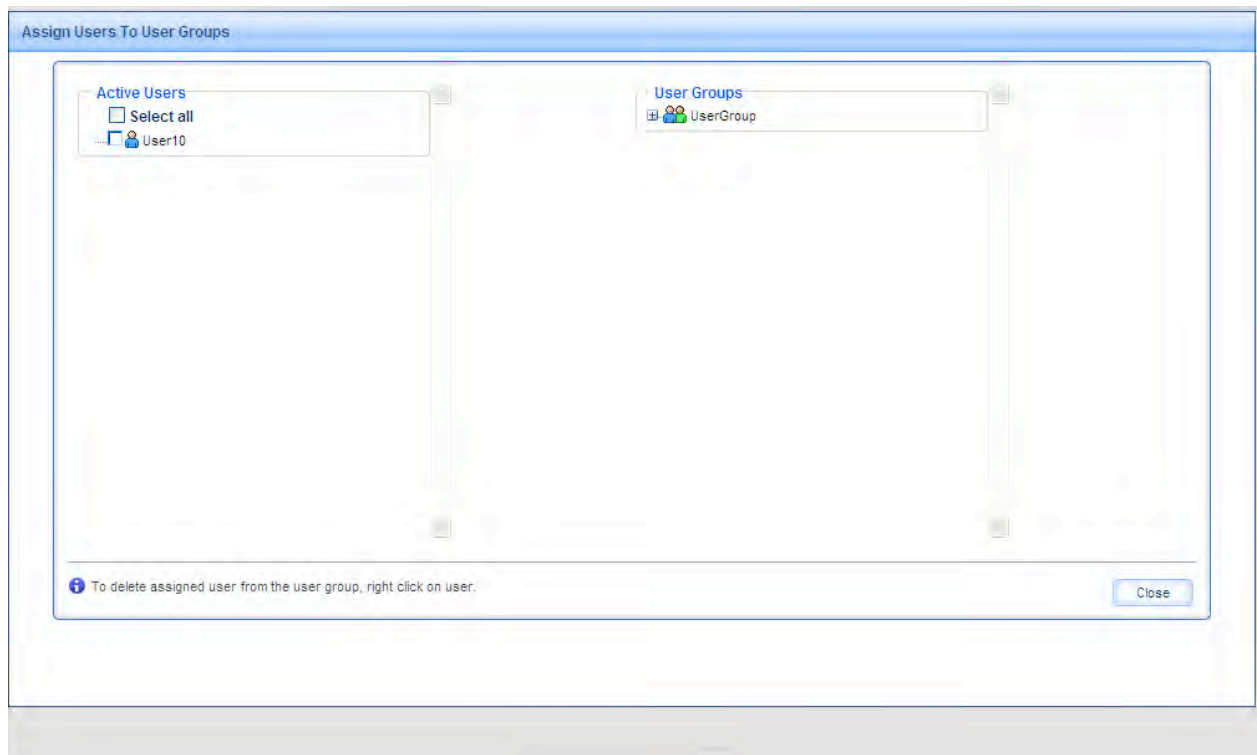 Assign Users To User Groups
Active Users
Select all
User10
User Groups
UserGroup
To delete assigned user from the user group, right click on user.
Close